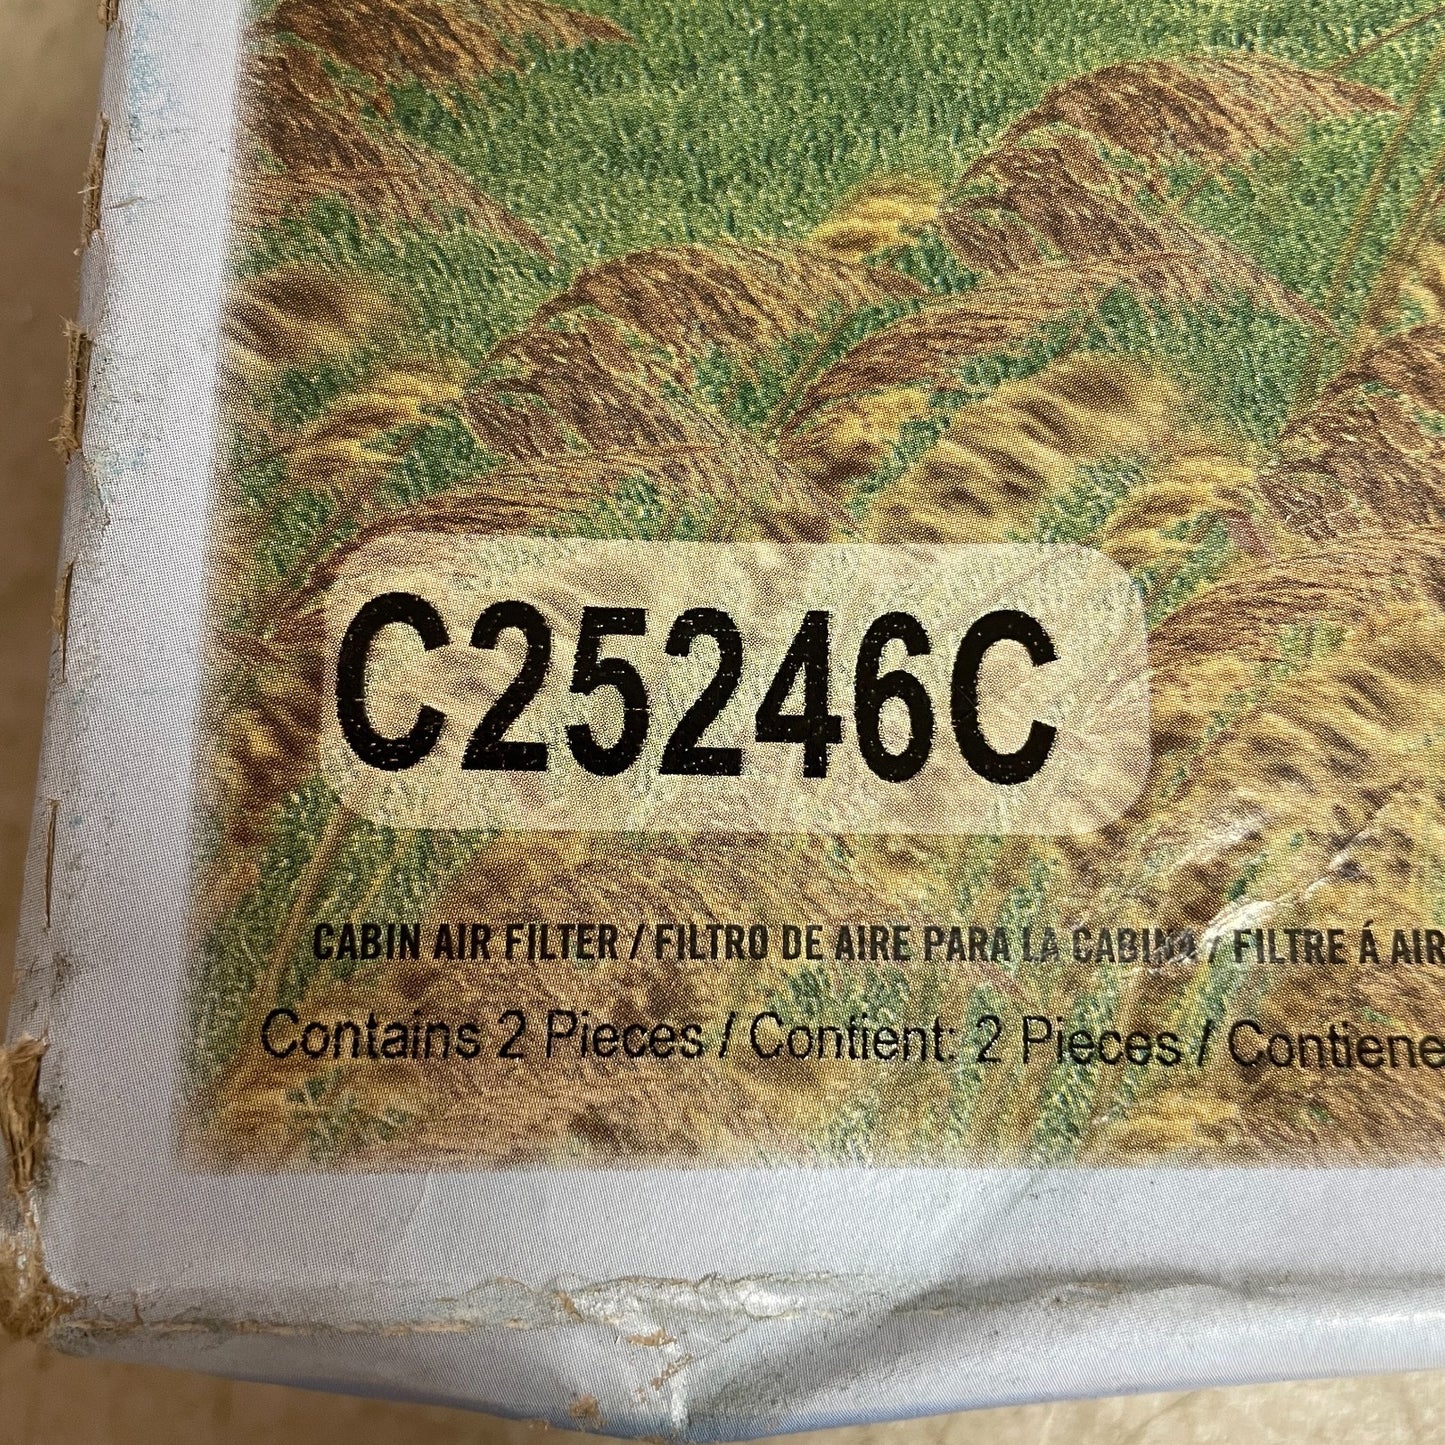 C25246C
CABIN AIR FILTER / FILTRO DE AIRE PARA LA CABINA / FILTRE Á AIR
Contains 2 Pieces / Contient: 2 Pieces / Contiene